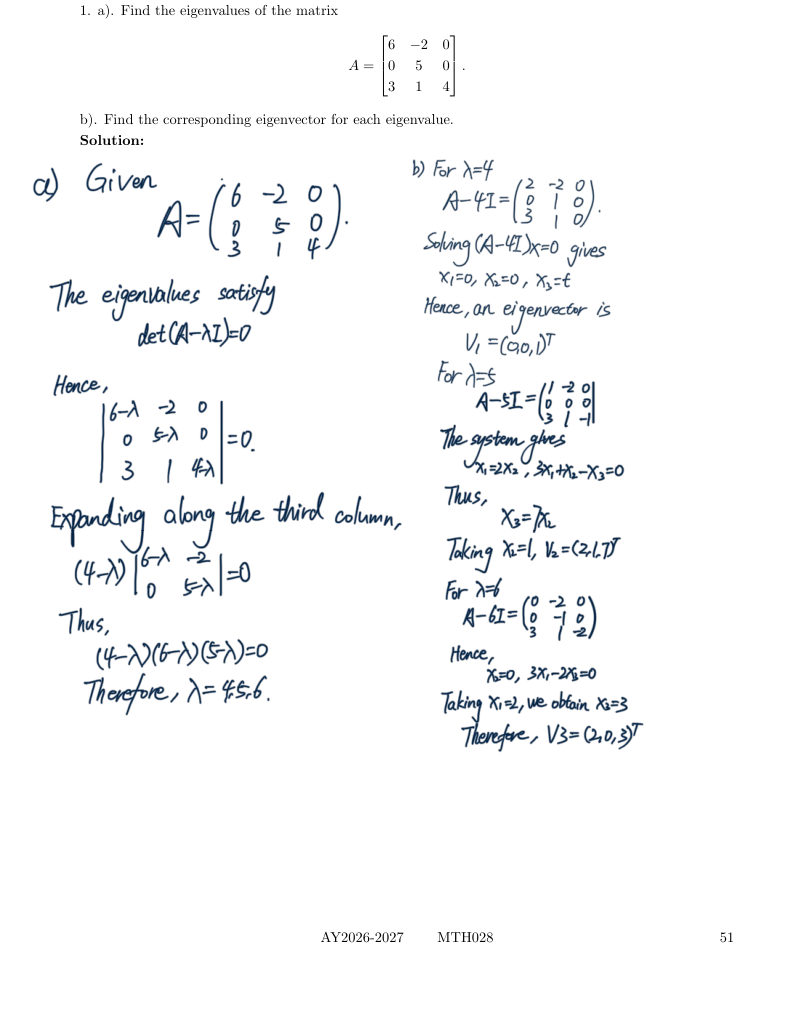 1. a). Find the eigenvalues of the matrix
A = [6 −2 0
0 5 0
3 1 4].
b). Find the corresponding eigenvector for each eigenvalue.
Solution:
a) Given
A=(6 -2 0
0 5 0
3 1 4).
The eigenvalues satisfy
det(A-λI)=0
Hence,
|6-λ -2 0|
|0 5-λ 0|=0.
|3 1 4-λ|
Expanding along the third column,
(4-λ)|6-λ -2|
|0 5-λ|=0
Thus,
(4-λ)(6-λ)(5-λ)=0
Therefore, λ=4,5,6.
b) For λ=4
A-4I=(2 -2 0
0 1 0
3 1 0).
Solving (A-4I)x=0 gives
x₁=0, x₂=0, x₃=t
Hence, an eigenvector is
V₁=(0,0,1)ᵀ
For λ=5
A-5I=(1 -2 0
0 0 0
3 1 -1|
The system gives
x₁=2x₂, 3x₁+x₂-x₃=0
Thus,
x₃=7x₂
Taking x₂=1, V₂=(2,1,7)ᵀ
For λ=6
A-6I=(0 -2 0
0 -1 0
3 1 -2)
Hence,
x₂=0, 3x₁-2x₃=0
Taking x₁=2, we obtain x₃=3
Therefore, V3=(2,0,3)ᵀ
AY2026-2027 MTH028 51